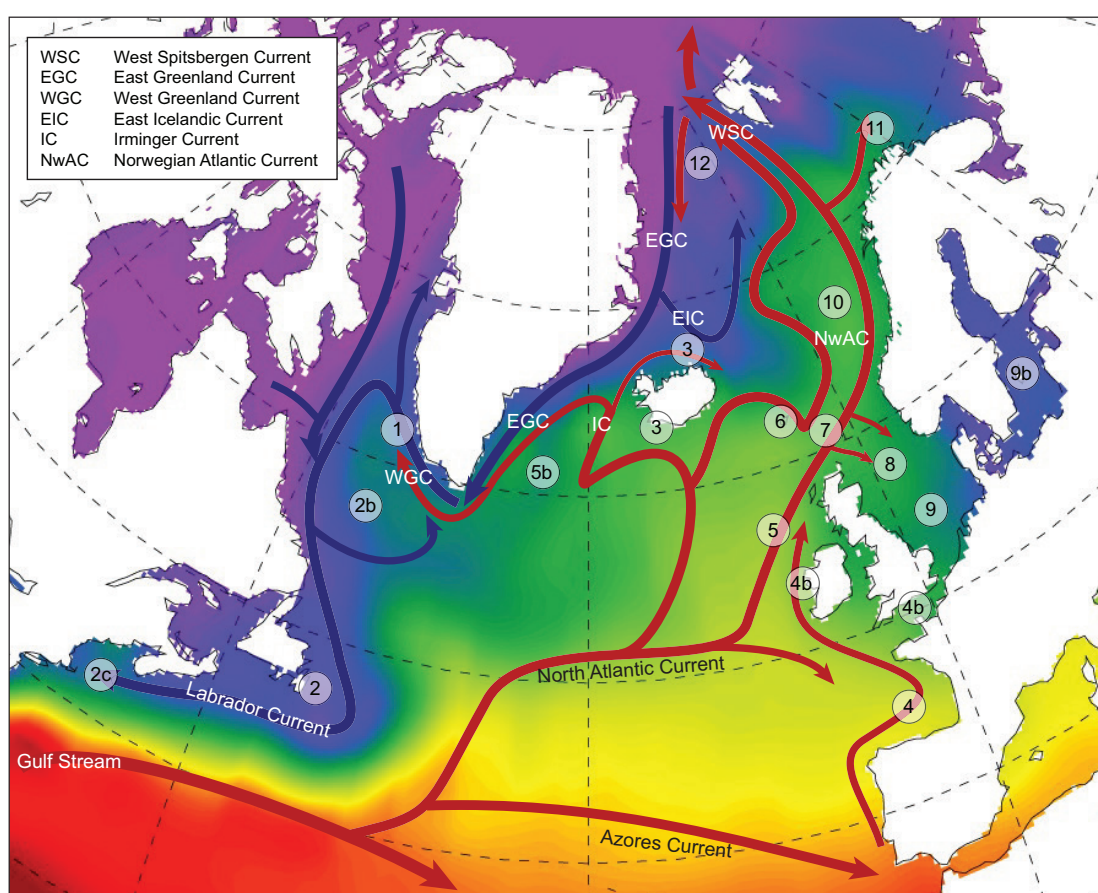 WSC West Spitsbergen Current
EGC East Greenland Current
WGC West Greenland Current
EIC East Icelandic Current
IC Irminger Current
NwAC Norwegian Atlantic Current
WSC
11
12
EGC
10
EIC
NwAC
3
9b
EGC
IC
3
6
7
1
WGC
5b
8
2b
9
5
4b
4b
North Atlantic Current
2c
Labrador Current
2
4
Gulf Stream
Azores Current